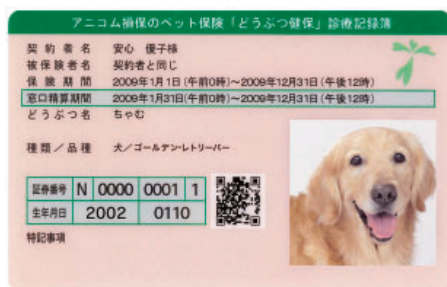 アニコム損保のペット保険「どうぶつ健保」診療記録簿
契約者名 安心 優子様
被保険者名 契約者と同じ
保険期間 2009年1月1日(午前0時)~2009年12月31日(午後12時)
窓口精算期間 2009年1月31日(午前0時)~2009年12月31日(午後12時)
どうぶつ名 ちゃむ
種類/品種 犬/ゴールデン・レトリーバー
証券番号 N 0000 0001 1
生年月日 2002 0110
特記事項